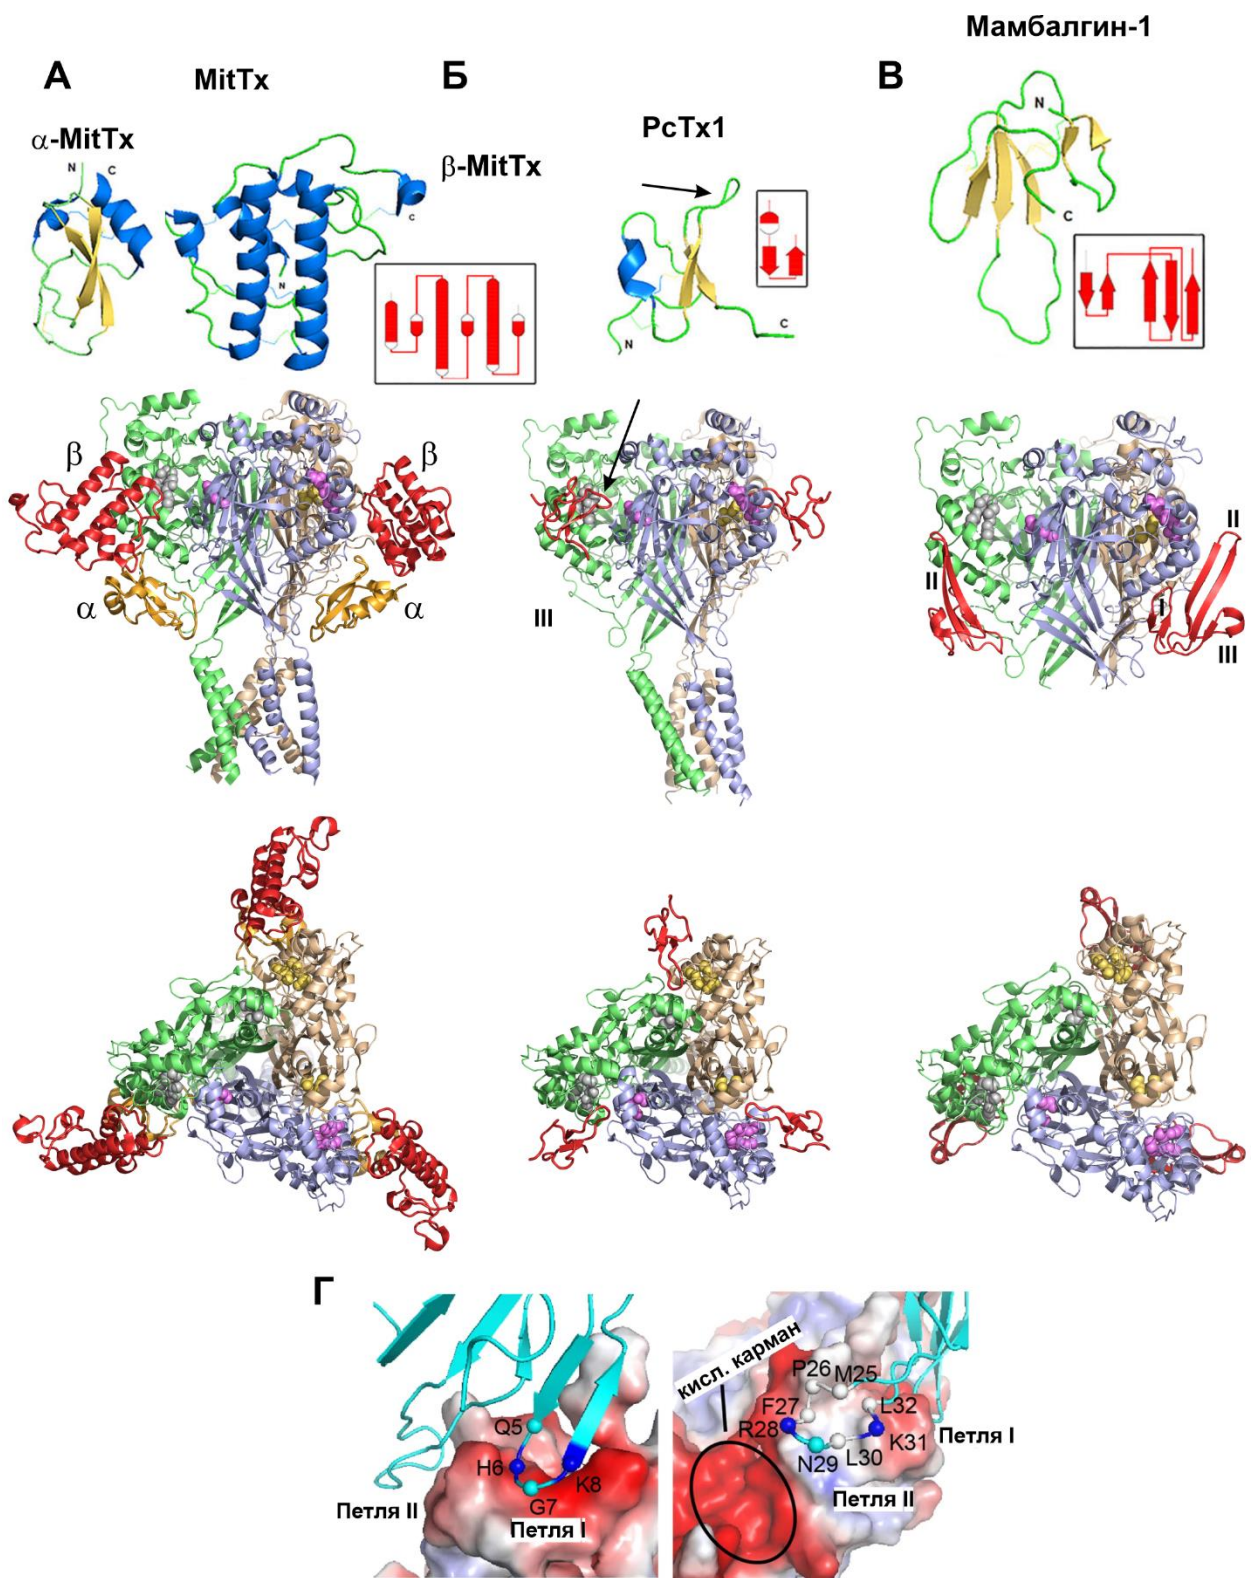 Мамбалгин-1
А
MitTx
Б
В
PcTx1
α-MitTx
β-MitTx
N
C
N
C
N
C
N
C
β
β
α
α
III
II
II
i
III
Г
Q5
H6
G7
K8
Петля II
Петля I
кисл. карман
P26
M25
F27
L32
R28
K31
N29
L30
Петля I
Петля II